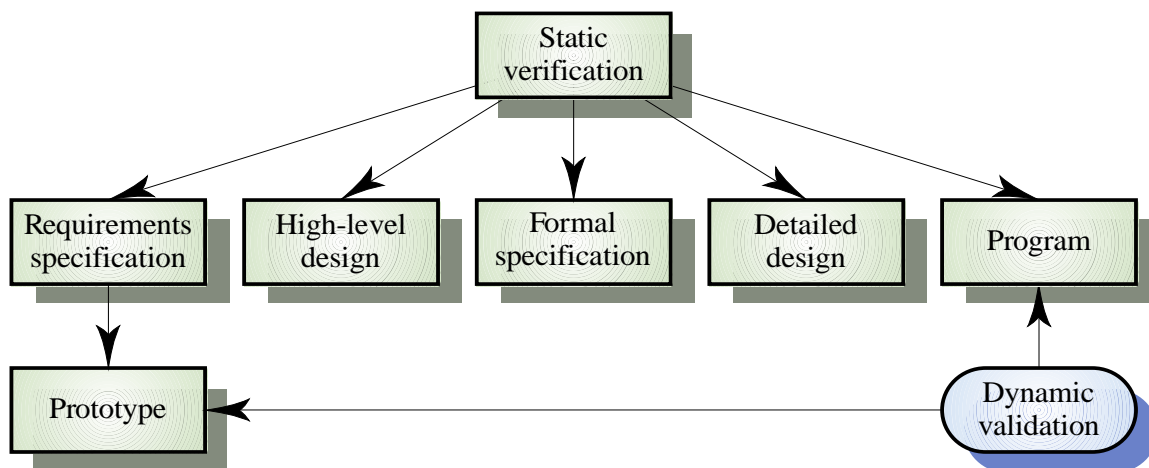 Static
verification
Requirements
specification
High-level
design
Formal
specification
Detailed
design
Program
Prototype
Dynamic
validation